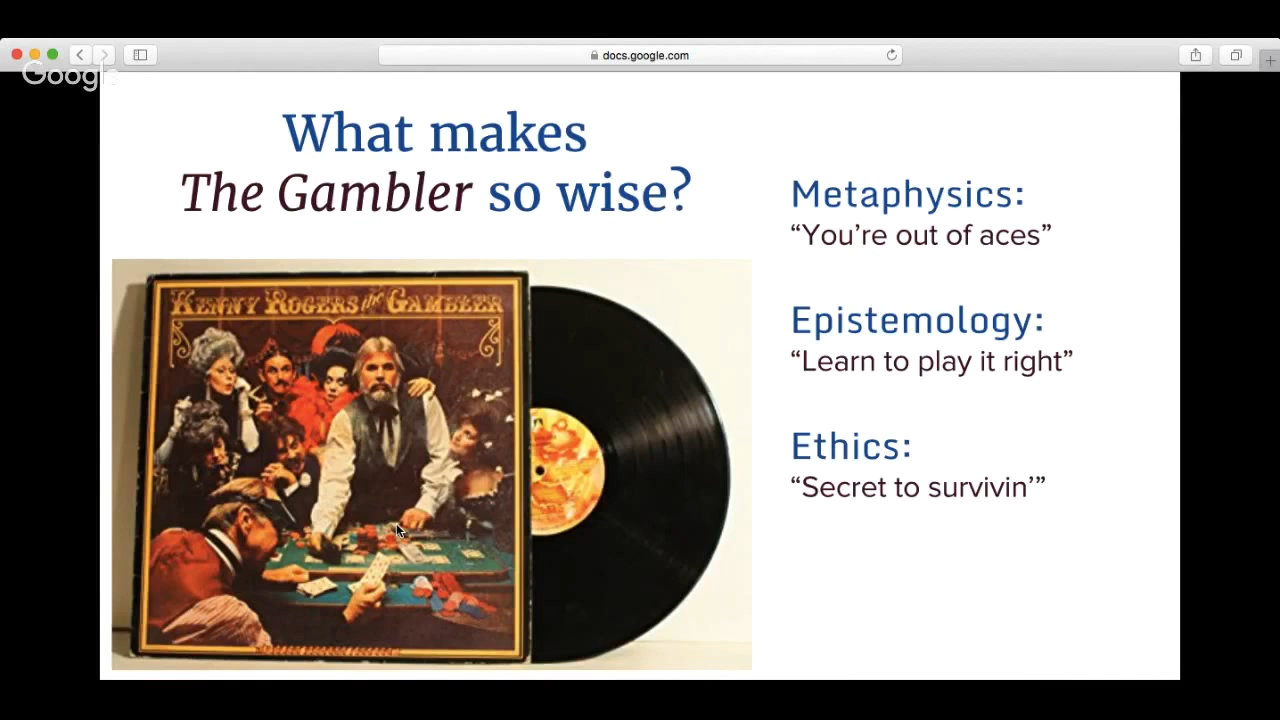 docs.google.com
Google
What makes
The Gambler so wise?
KENNY ROGERS the GAMBLER
Metaphysics:
“You’re out of aces”
Epistemology:
“Learn to play it right”
Ethics:
“Secret to survivin’”